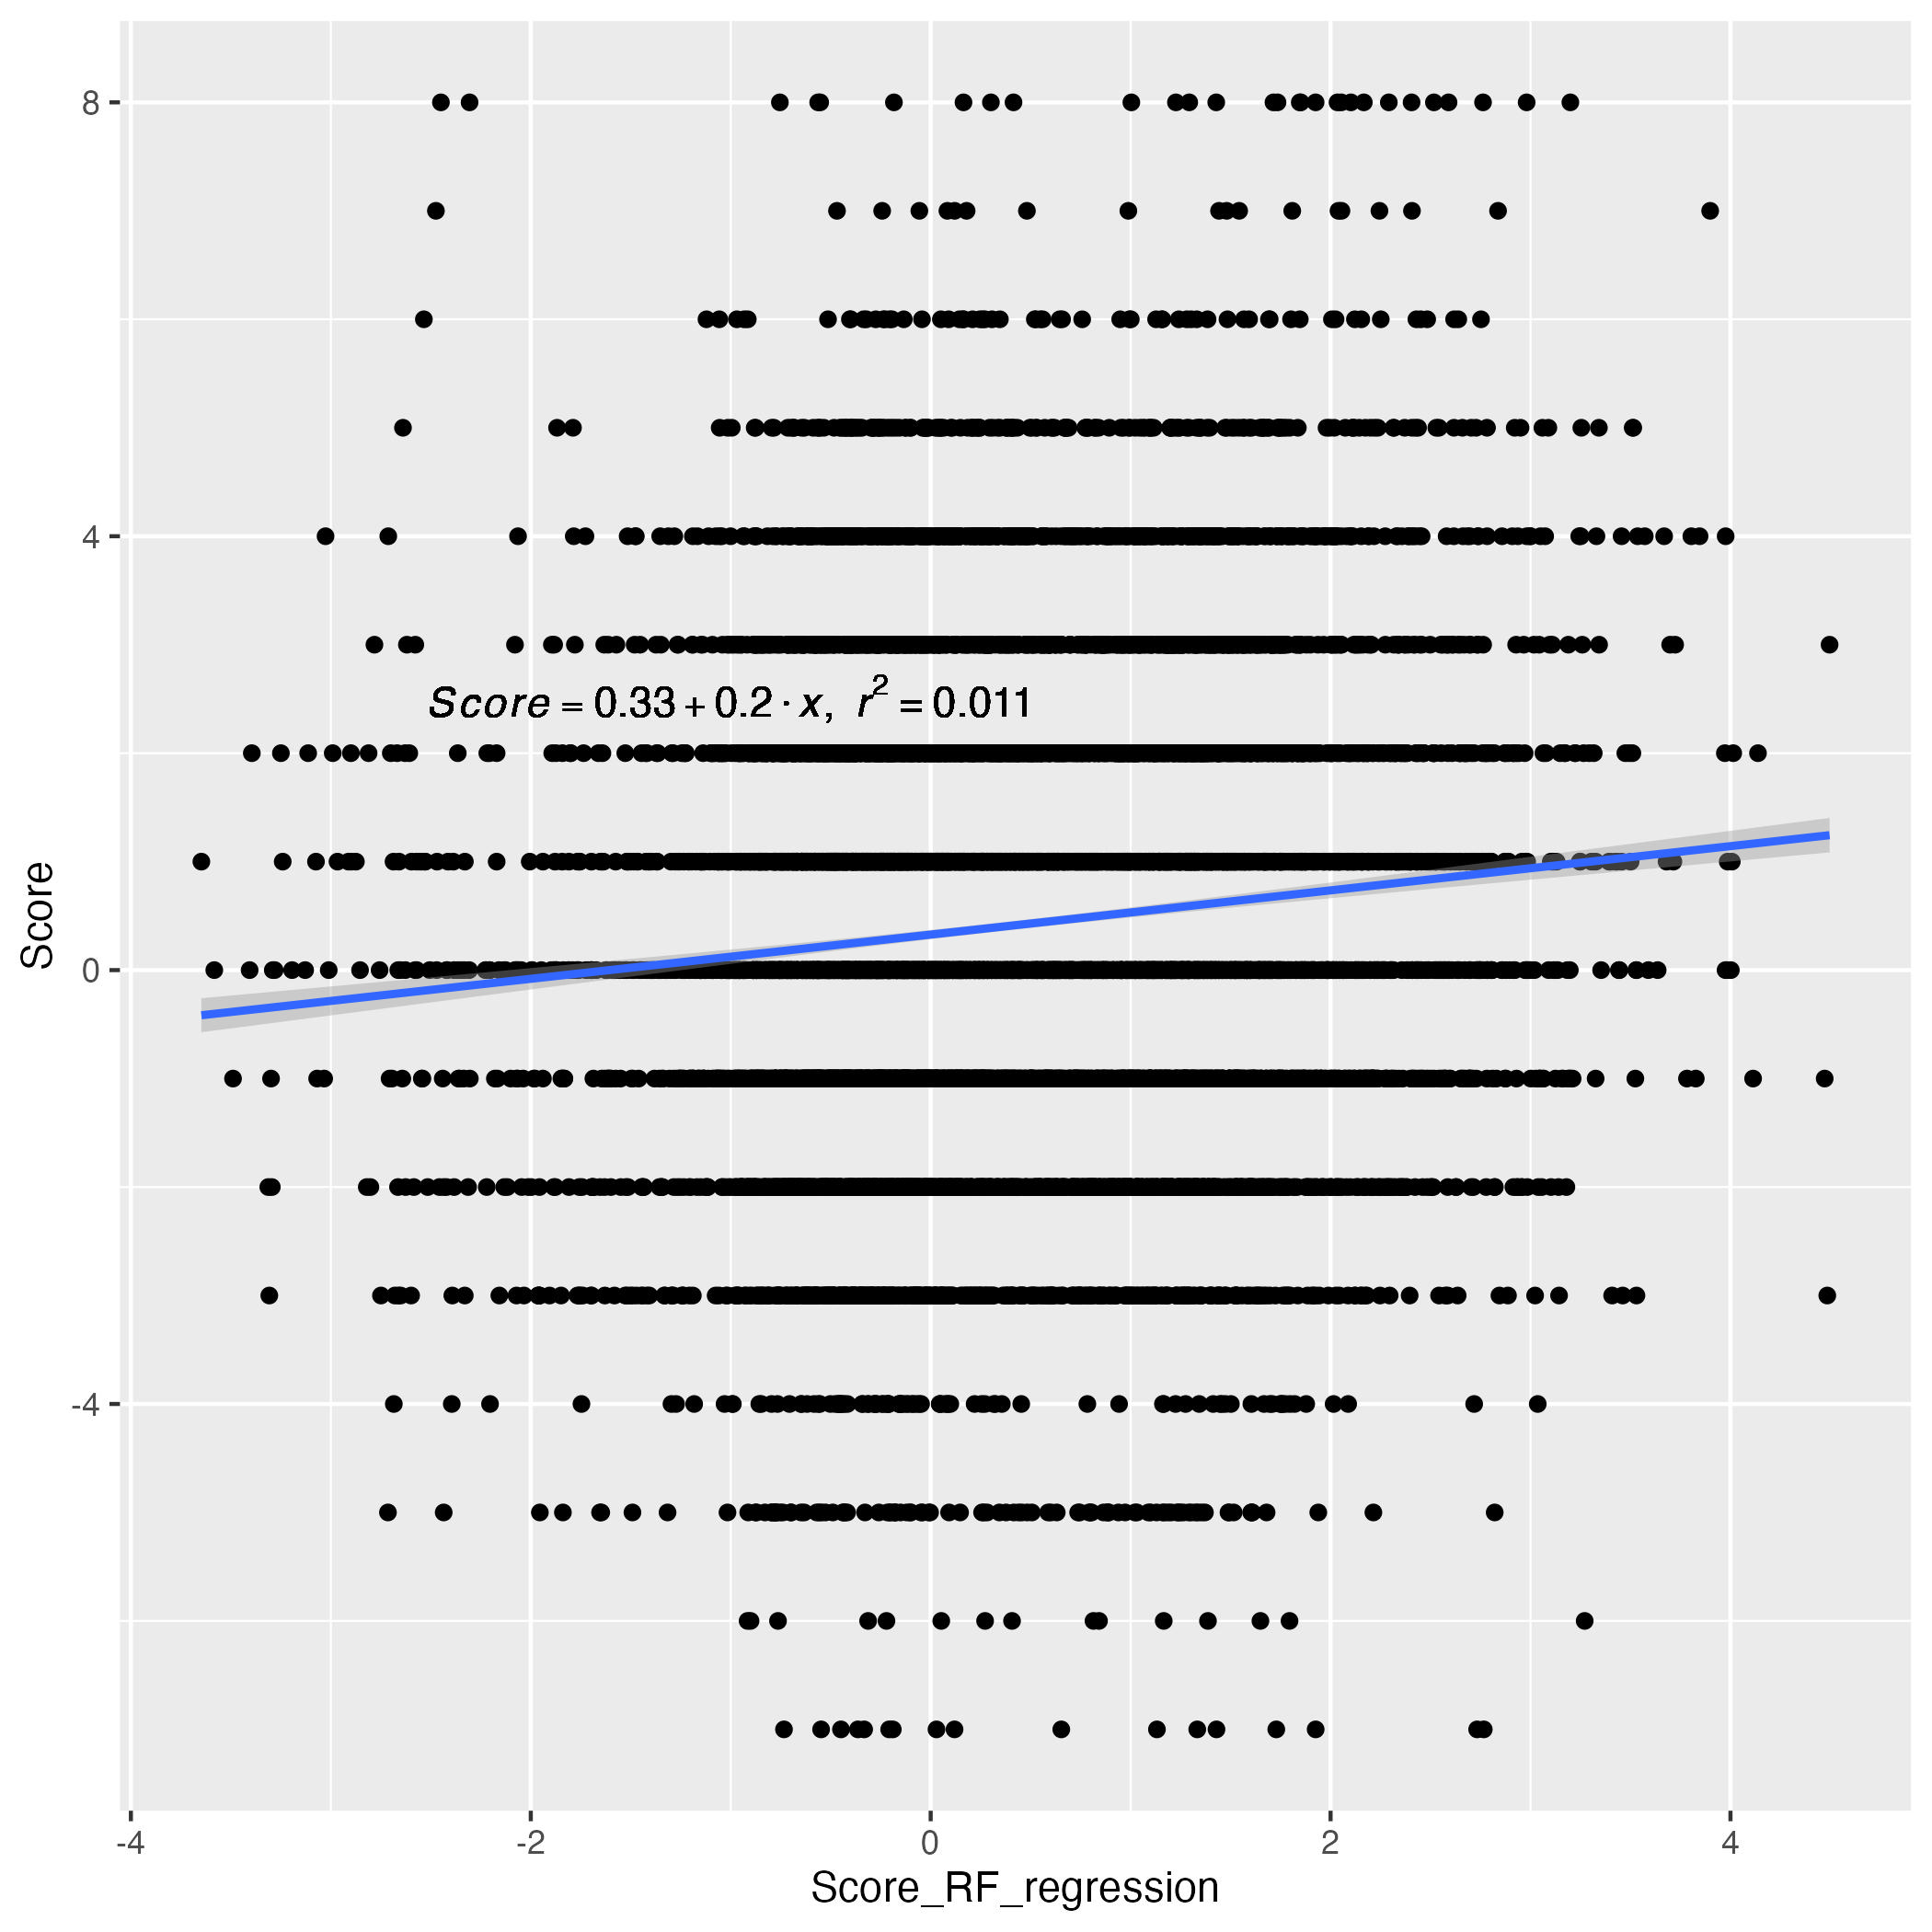 8
4
Score = 0.33 + 0.2 · x, r² = 0.011
Score
0
-4
-4 -2 0 2 4
Score_RF_regression